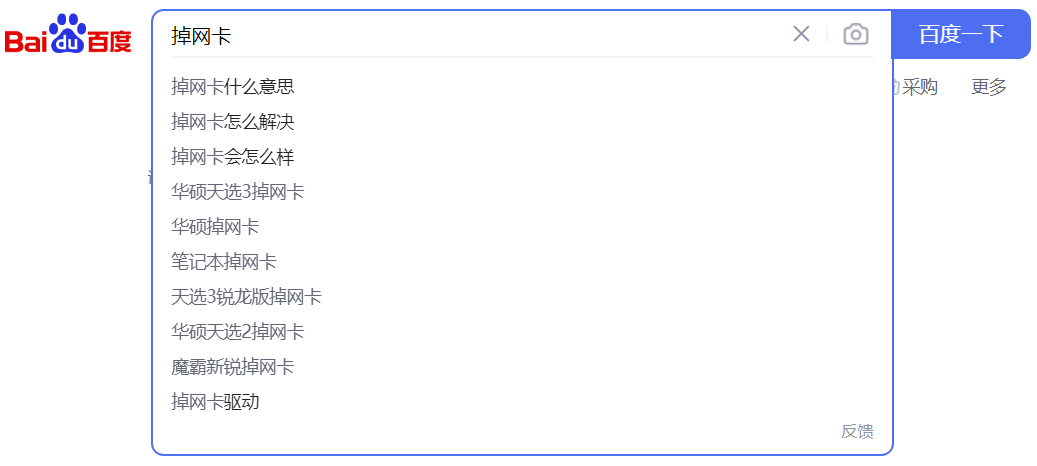 Bai du 百度
掉网卡
百度一下
采购 更多
掉网卡什么意思
掉网卡怎么解决
掉网卡会怎么样
华硕天选3掉网卡
华硕掉网卡
笔记本掉网卡
天选3锐龙版掉网卡
华硕天选2掉网卡
魔霸新锐掉网卡
掉网卡驱动
反馈